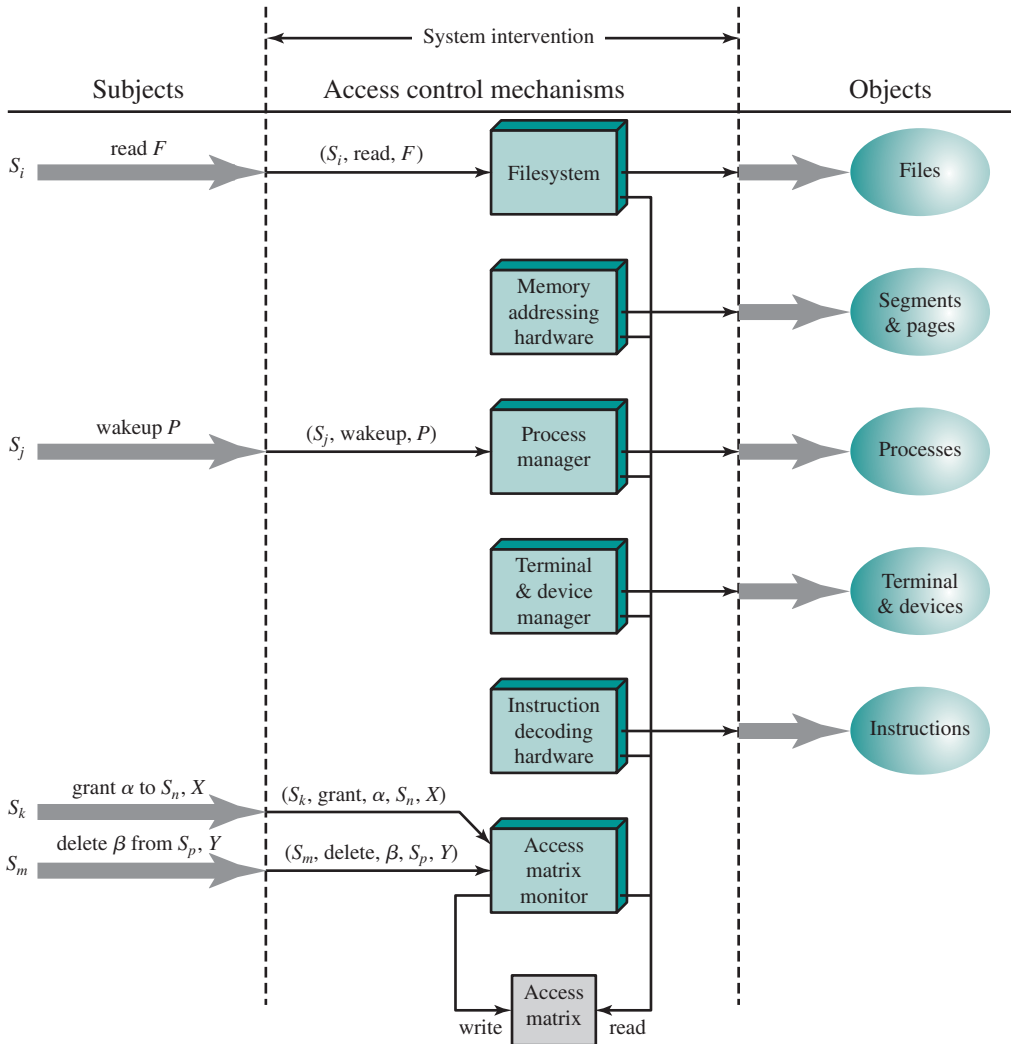 System intervention
Subjects
Access control mechanisms
Objects
S_i
read F
(S_i, read, F)
Filesystem
Files
Memory
addressing
hardware
Segments
& pages
S_j
wakeup P
(S_j, wakeup, P)
Process
manager
Processes
Terminal
& device
manager
Terminal
& devices
Instruction
decoding
hardware
Instructions
S_k
grant α to S_n, X
(S_k, grant, α, S_n, X)
S_m
delete β from S_p, Y
(S_m, delete, β, S_p, Y)
Access
matrix
monitor
write
Access
matrix
read